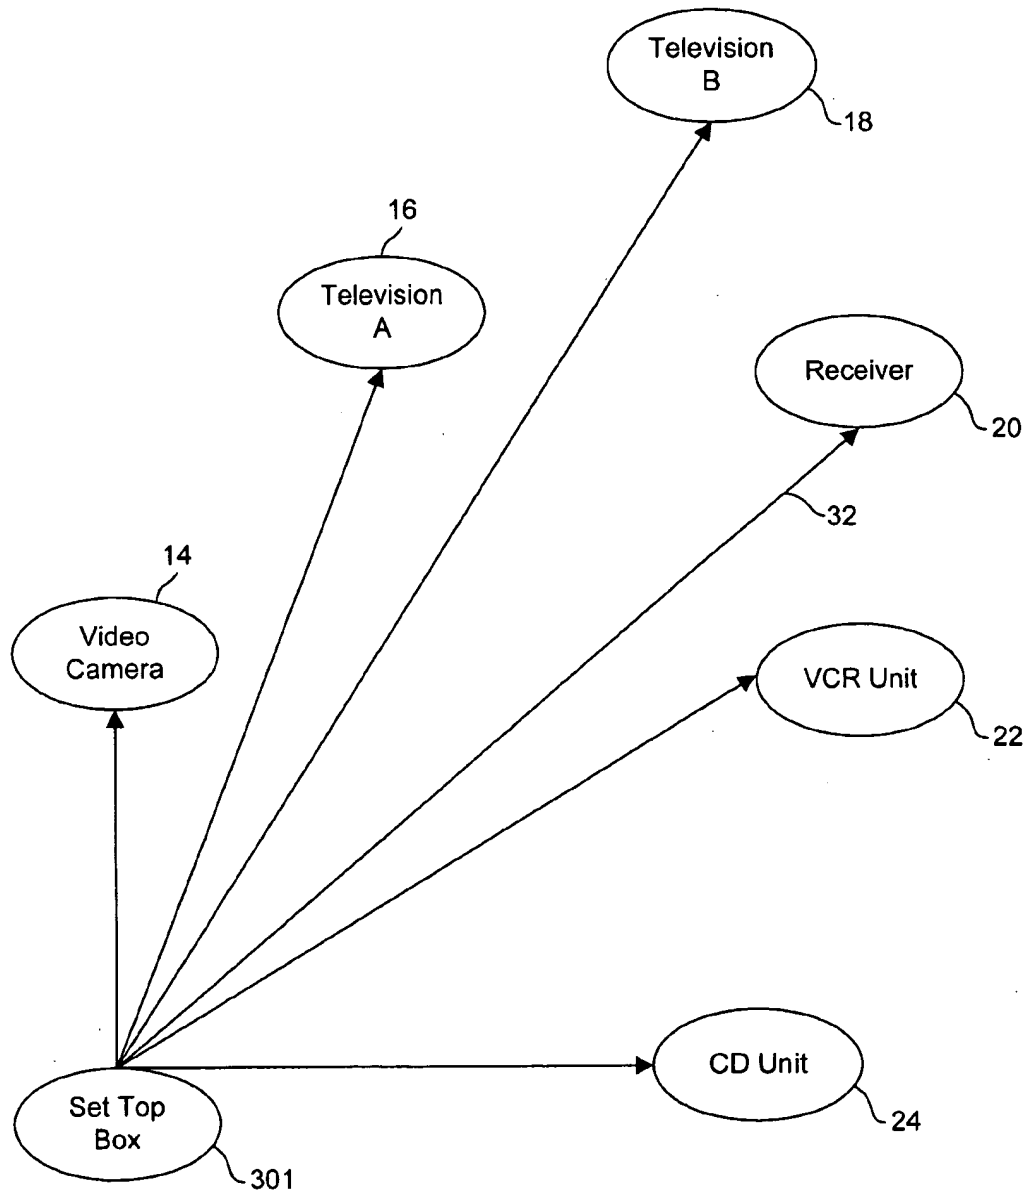 Television
B
18
16
Television
A
Receiver
20
32
14
Video
Camera
VCR Unit
22
CD Unit
24
Set Top
Box
301